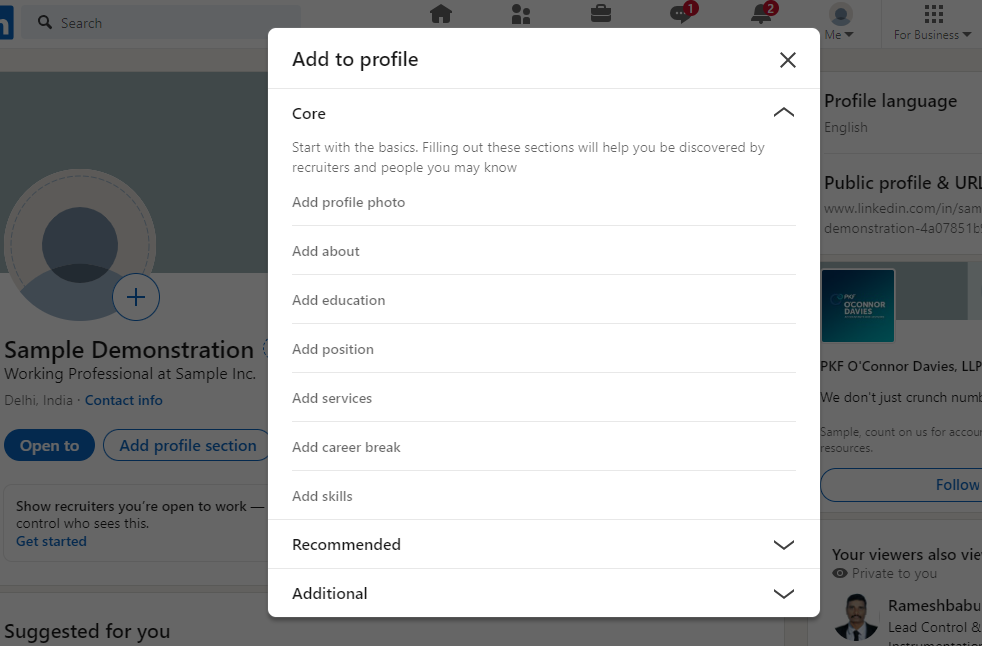 Search
1
2
Me
For Business
Add to profile
Core
Start with the basics. Filling out these sections will help you be discovered by
recruiters and people you may know
Add profile photo
Add about
Add education
Add position
Add services
Add career break
Add skills
Recommended
Additional
Sample Demonstration
Working Professional at Sample Inc.
Delhi, India · Contact info
Open to
Add profile section
Show recruiters you're open to work —
control who sees this.
Get started
Suggested for you
Profile language
English
Public profile & URL
www.linkedin.com/in/sam
demonstration-4a07851b
PKF
O'CONNOR
DAVIES
PKF O'Connor Davies, LLP
We don't just crunch numb
Sample, count on us for accou
resources.
Follow
Your viewers also vie
Private to you
Rameshbabu
Lead Control &
Instrumentatio